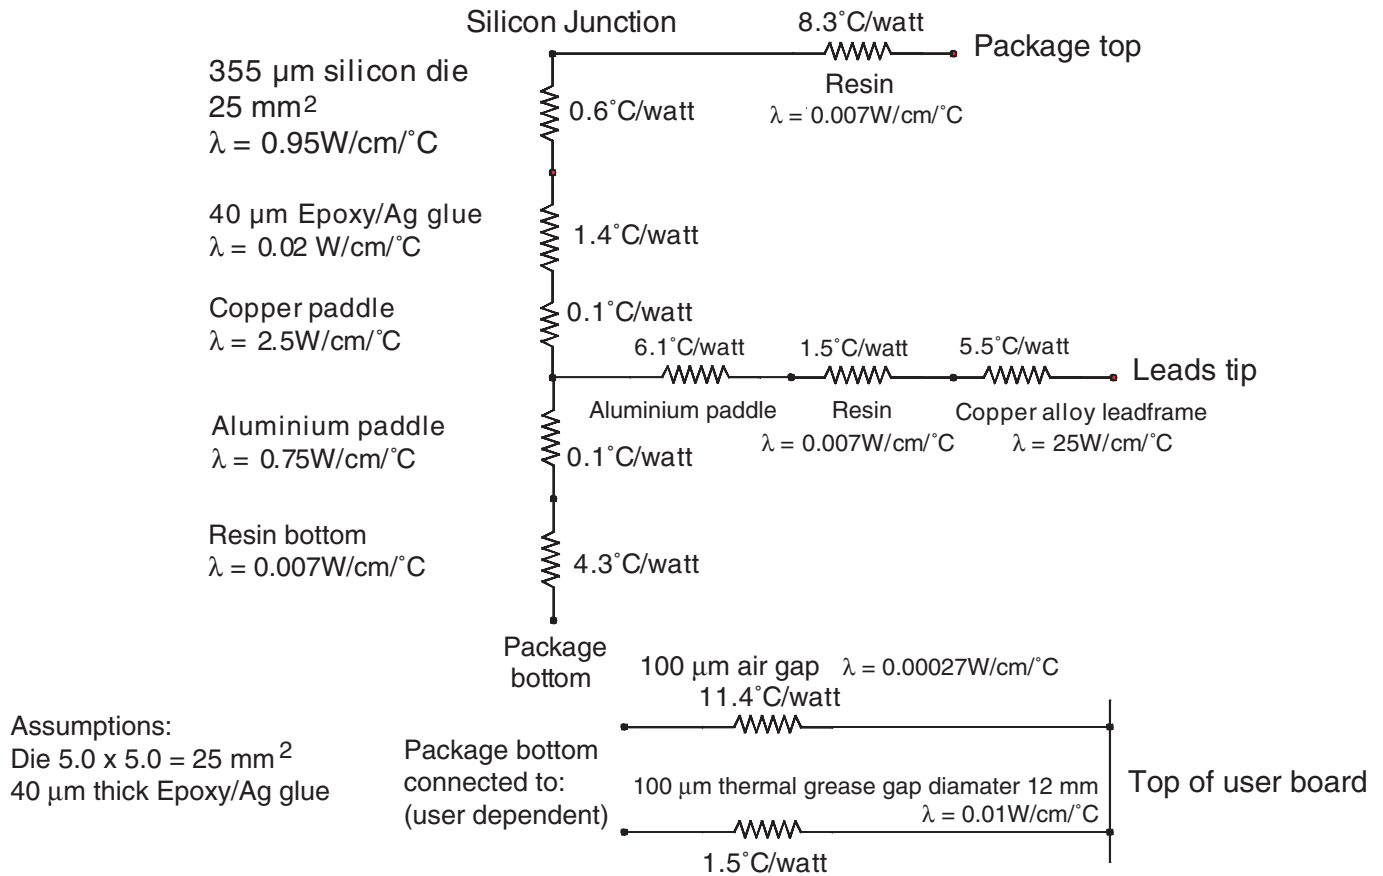 Silicon Junction
8.3˚C/watt
Package top
Resin
λ = 0.007W/cm/˚C
355 μm silicon die
25 mm2
λ = 0.95W/cm/˚C
0.6˚C/watt
40 μm Epoxy/Ag glue
λ = 0.02 W/cm/˚C
1.4˚C/watt
Copper paddle
λ = 2.5W/cm/˚C
0.1˚C/watt
6.1˚C/watt
1.5˚C/watt
5.5˚C/watt
Leads tip
Aluminium paddle
Resin
λ = 0.007W/cm/˚C
Copper alloy leadframe
λ = 25W/cm/˚C
Aluminium paddle
λ = 0.75W/cm/˚C
0.1˚C/watt
Resin bottom
λ = 0.007W/cm/˚C
4.3˚C/watt
Package
bottom
100 μm air gap λ = 0.00027W/cm/˚C
11.4˚C/watt
Assumptions:
Die 5.0 x 5.0 = 25 mm 2
40 μm thick Epoxy/Ag glue
Package bottom
connected to:
(user dependent)
100 μm thermal grease gap diamater 12 mm
λ = 0.01W/cm/˚C
1.5˚C/watt
Top of user board